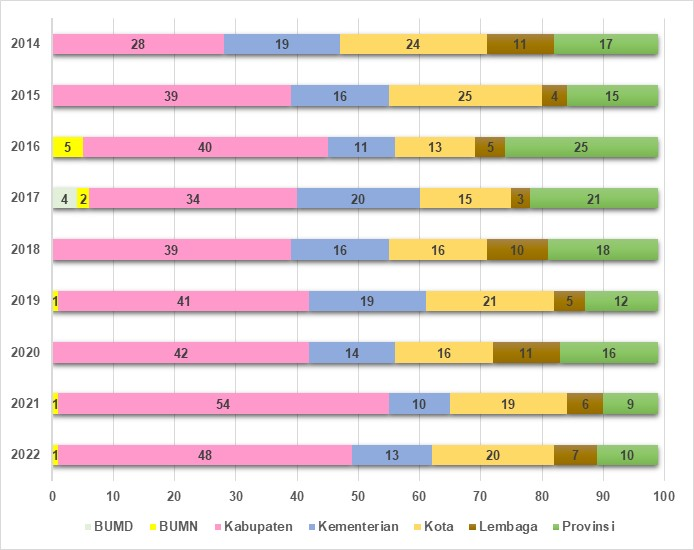 2014 28 19 24 11 17
2015 39 16 25 4 15
2016 5 40 11 13 5 25
2017 4 2 34 20 15 3 21
2018 39 16 16 10 18
2019 1 41 19 21 5 12
2020 42 14 16 11 16
2021 1 54 10 19 6 9
2022 1 48 13 20 7 10
0 10 20 30 40 50 60 70 80 90 100
BUMD BUMN Kabupaten Kementerian Kota Lembaga Provinsi